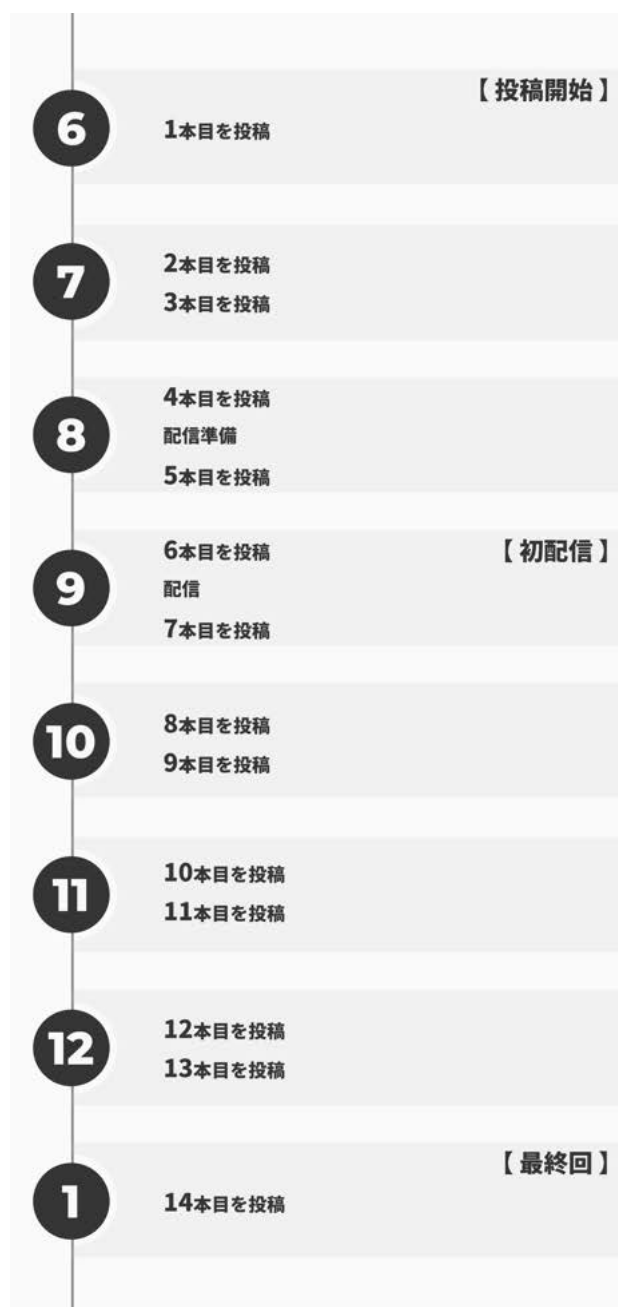 【 投稿開始 】
6
1本目を投稿
7
2本目を投稿
3本目を投稿
8
4本目を投稿
配信準備
5本目を投稿
9
6本目を投稿
【 初配信 】
配信
7本目を投稿
10
8本目を投稿
9本目を投稿
11
10本目を投稿
11本目を投稿
12
12本目を投稿
13本目を投稿
【 最終回 】
1
14本目を投稿